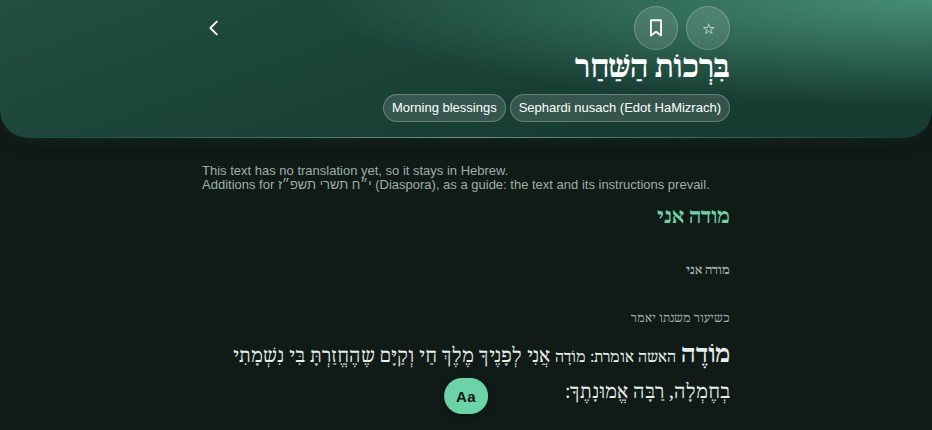 בִּרְכוֹת הַשַּׁחַר
Morning blessings
Sephardi nusach (Edot HaMizrach)
This text has no translation yet, so it stays in Hebrew.
Additions for י״ח תשרי תשפ״ז (Diaspora), as a guide: the text and its instructions prevail.
מודה אני
מודה אני
כשיעור משנתו יאמר
מוֹדֶה האשה אומרת: מוֹדָה אֲנִי לְפָנֶיךָ מֶלֶךְ חַי וְקַיָּם שֶׁהֶחֱזַרְתָּ בִּי נִשְׁמָתִי
בְחֶמְלָה, רַבָּה אֱמוּנָתֶךָ:
Aa